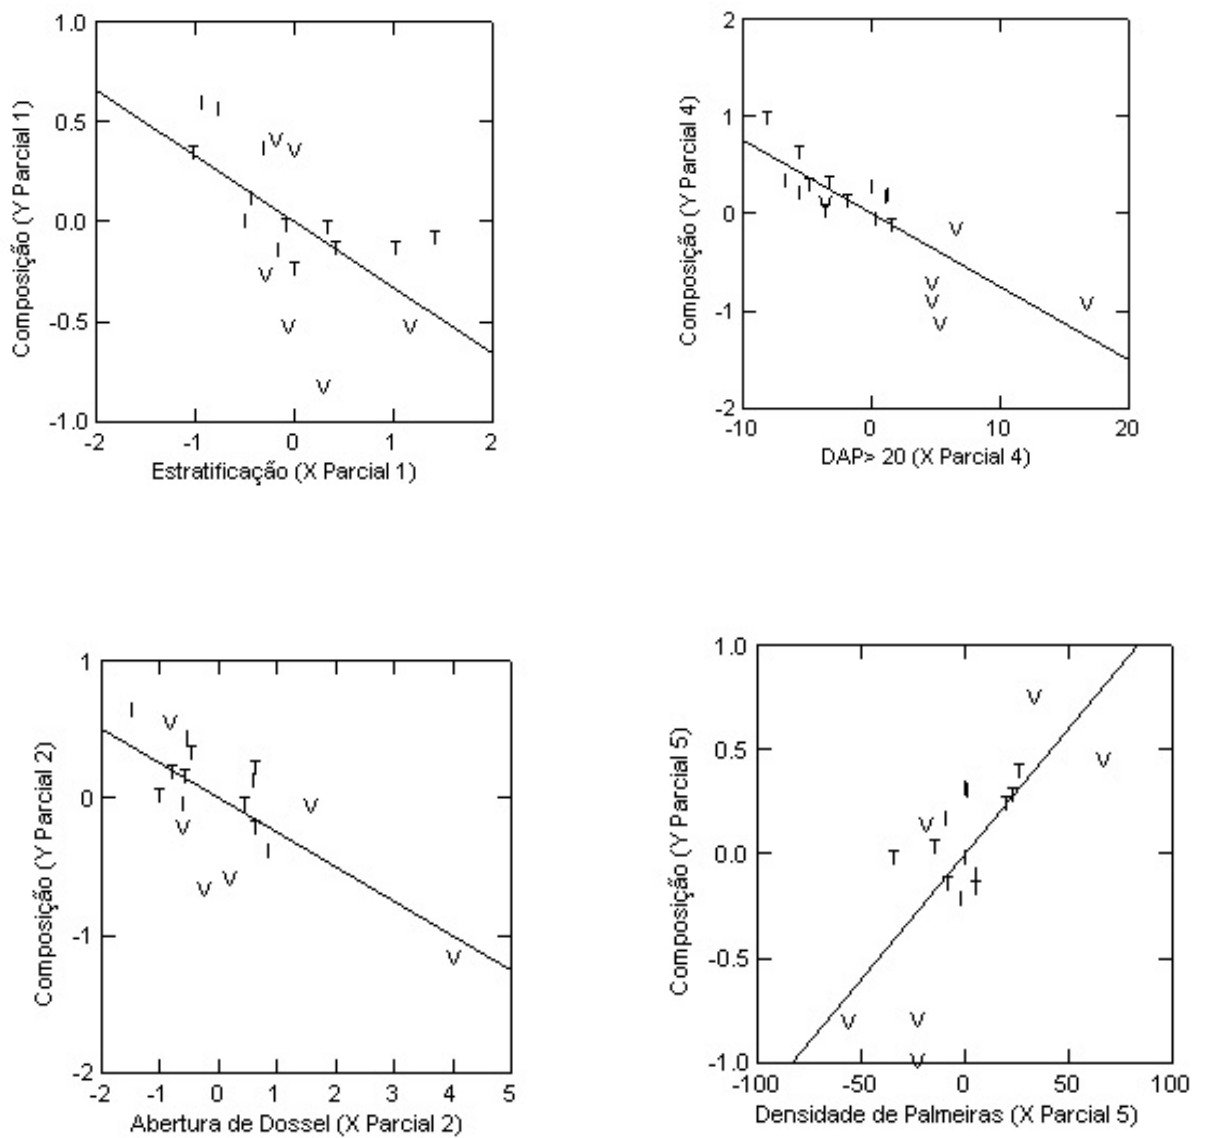 1.0
0.5
0.0
-0.5
-1.0
-2
-1
0
1
2
Composição (Y Parcial 1)
Estratificação (X Parcial 1)
I I
T
I V V
I
I T T T T T
I
V T
V V
V
2
1
0
-1
-2
-10
0
10
20
Composição (Y Parcial 4)
DAP> 20 (X Parcial 4)
T
T
I T T I
I T
V
T
V
V
V
V
V
1
0
-1
-2
-2
-1
0
1
2
3
4
5
Composição (Y Parcial 2)
Abertura de Dossel (X Parcial 2)
I
V
I
T
T T T
T I T I V
V T
I
V V
V
1.0
0.5
0.0
-0.5
-1.0
-100
-50
0
50
100
Composição (Y Parcial 5)
Densidade de Palmeiras (X Parcial 5)
V
T V
I
T T
V I
T T I
T
I
V V
V